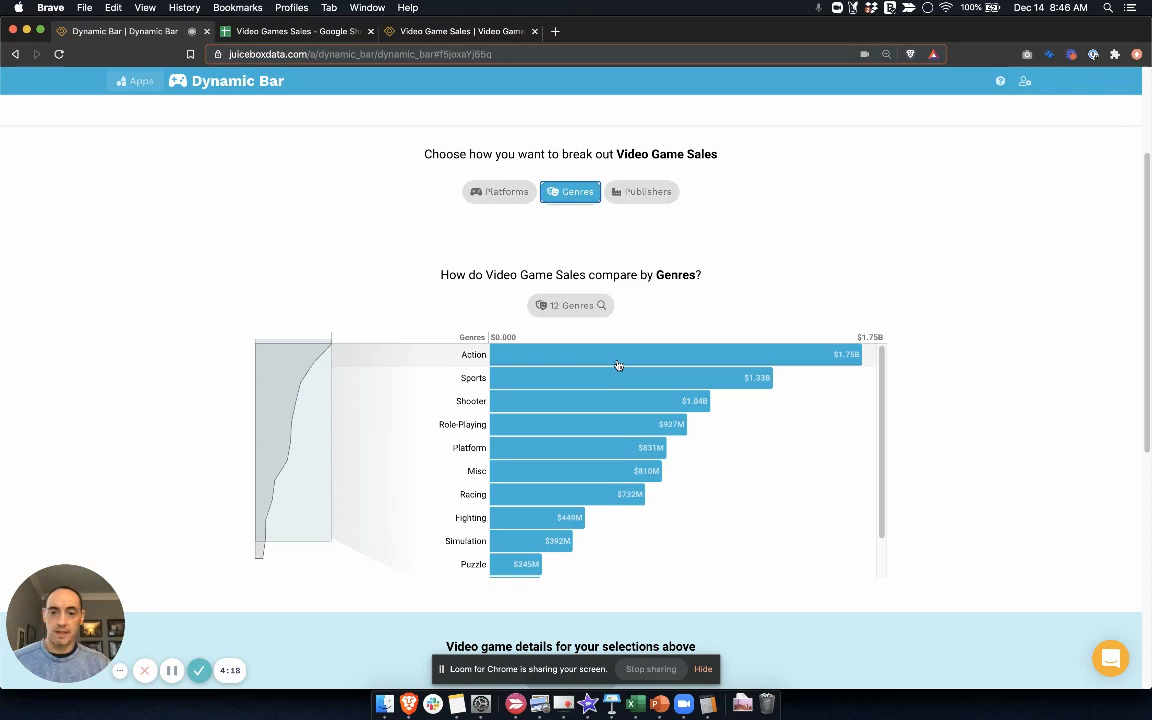 Brave File Edit View History Bookmarks Profiles Tab Window Help 100% Dec 14 8:46 AM
Dynamic Bar | Dynamic Bar
Video Games Sales - Google She
Video Game Sales | Video Game
juiceboxdata.com/a/dynamic_bar/dynamic_bar#f5joxaYj65q
Apps Dynamic Bar
Choose how you want to break out Video Game Sales
Platforms Genres Publishers
How do Video Game Sales compare by Genres?
12 Genres
Genres $0.000 $1.75B
Action $1.75B
Sports $1.33B
Shooter $1.04B
Role-Playing $927M
Platform $831M
Misc $810M
Racing $732M
Fighting $449M
Simulation $392M
Puzzle $245M
Video game details for your selections above
Loom for Chrome is sharing your screen. Stop sharing Hide
4:18